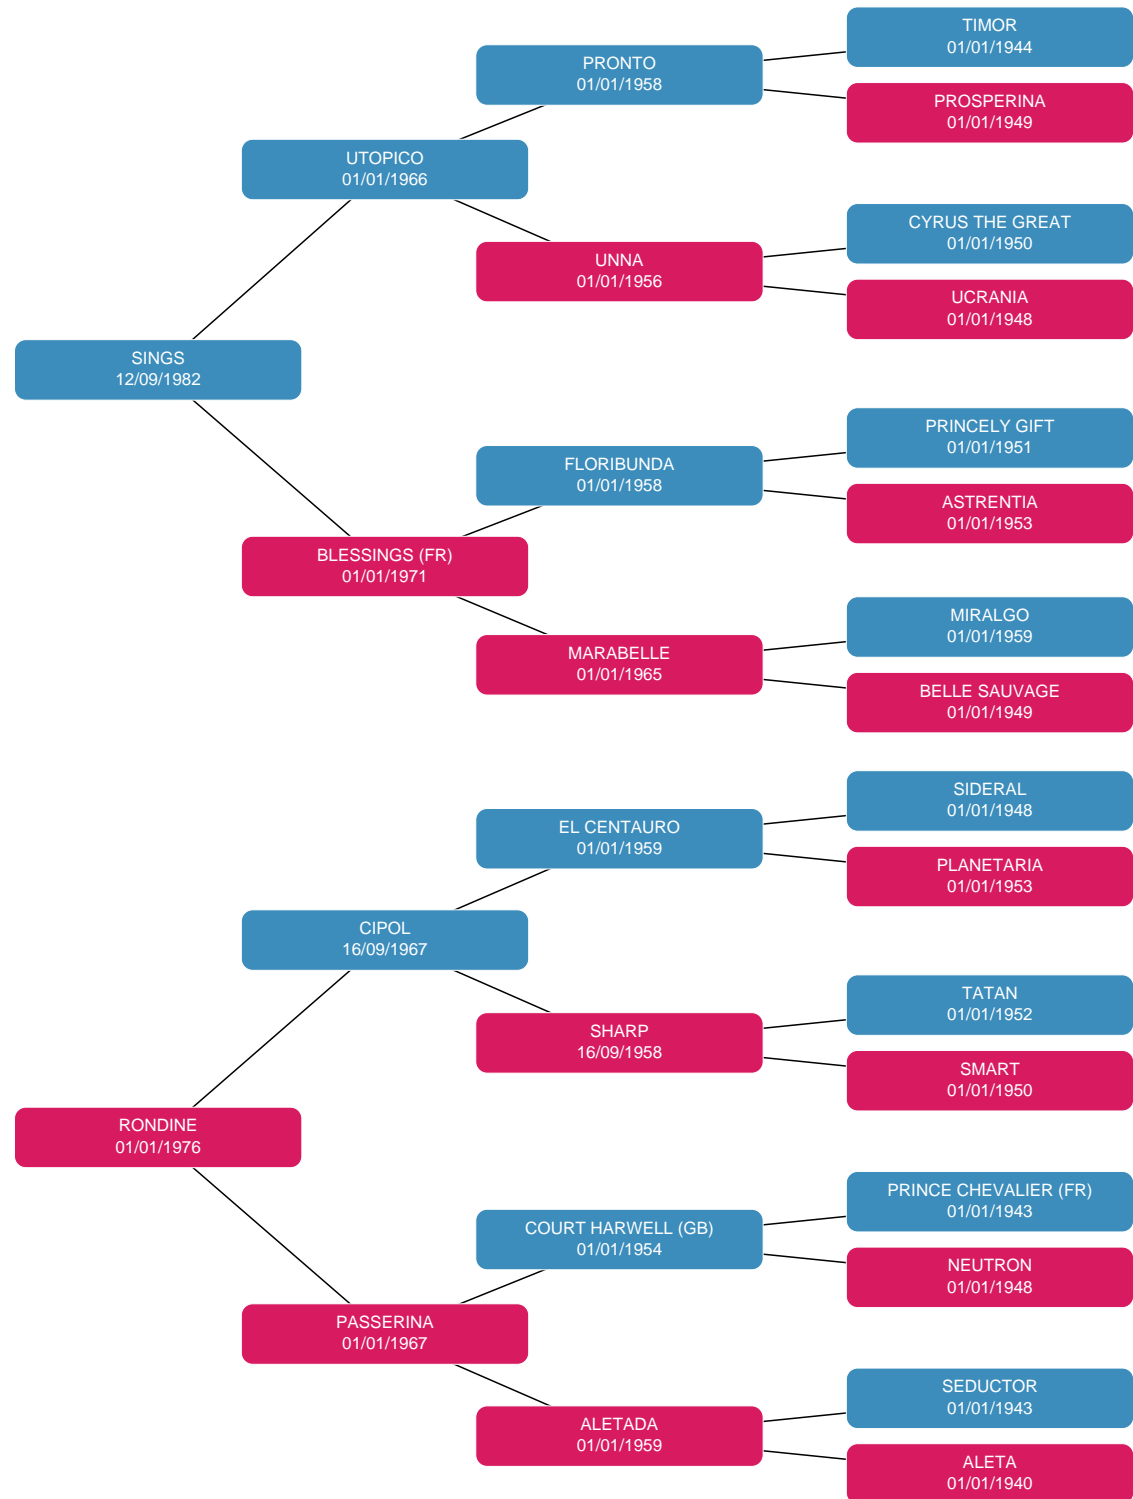 TIMOR
01/01/1944
PRONTO
01/01/1958
PROSPERINA
01/01/1949
UTOPICO
01/01/1966
CYRUS THE GREAT
01/01/1950
UNNA
01/01/1956
UCRANIA
01/01/1948
SINGS
12/09/1982
PRINCELY GIFT
01/01/1951
FLORIBUNDA
01/01/1958
ASTRENTIA
01/01/1953
BLESSINGS (FR)
01/01/1971
MIRALGO
01/01/1959
MARABELLE
01/01/1965
BELLE SAUVAGE
01/01/1949
SIDERAL
01/01/1948
EL CENTAURO
01/01/1959
PLANETARIA
01/01/1953
CIPOL
16/09/1967
TATAN
01/01/1952
SHARP
16/09/1958
SMART
01/01/1950
RONDINE
01/01/1976
PRINCE CHEVALIER (FR)
01/01/1943
COURT HARWELL (GB)
01/01/1954
NEUTRON
01/01/1948
PASSERINA
01/01/1967
SEDUCTOR
01/01/1943
ALETADA
01/01/1959
ALETA
01/01/1940